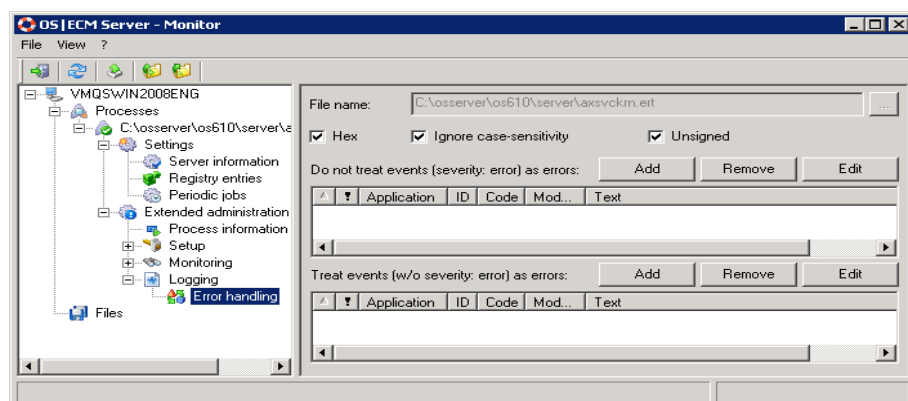 OS|ECM Server - Monitor
File View ?
VMQSWIN2008ENG
Processes
C:\osserver\os610\server\a
Settings
Server information
Registry entries
Periodic jobs
Extended administration
Process information
Setup
Monitoring
Logging
Error handling
Files
File name: C:\osserver\os610\server\axsvckrn.ert ...
Hex Ignore case-sensitivity Unsigned
Do not treat events (severity: error) as errors: Add Remove Edit
! Application ID Code Mod... Text
Treat events (w/o severity: error) as errors: Add Remove Edit
! Application ID Code Mod... Text